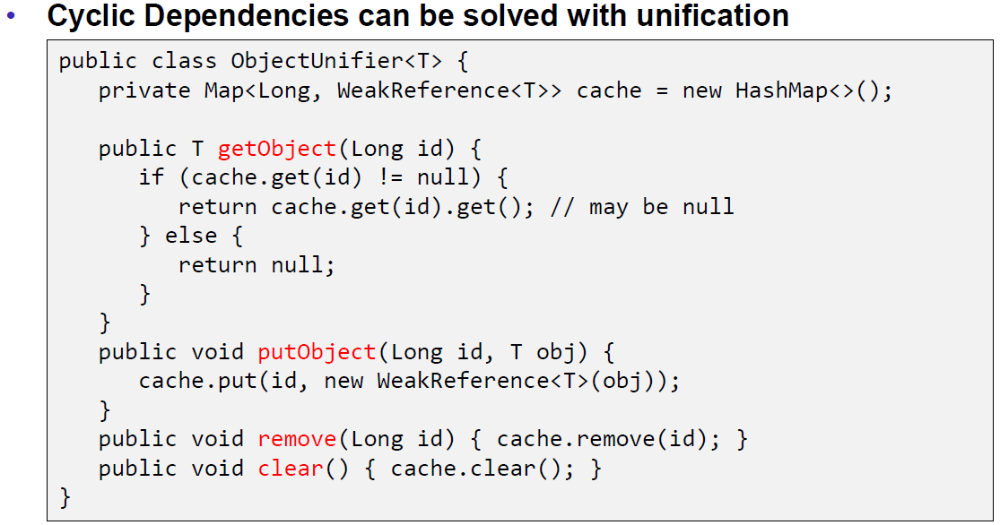 • Cyclic Dependencies can be solved with unification
public class ObjectUnifier<T> {
   private Map<Long, WeakReference<T>> cache = new HashMap<>();

   public T getObject(Long id) {
      if (cache.get(id) != null) {
         return cache.get(id).get(); // may be null
      } else {
         return null;
      }
   }
   public void putObject(Long id, T obj) {
      cache.put(id, new WeakReference<T>(obj));
   }
   public void remove(Long id) { cache.remove(id); }
   public void clear() { cache.clear(); }
}